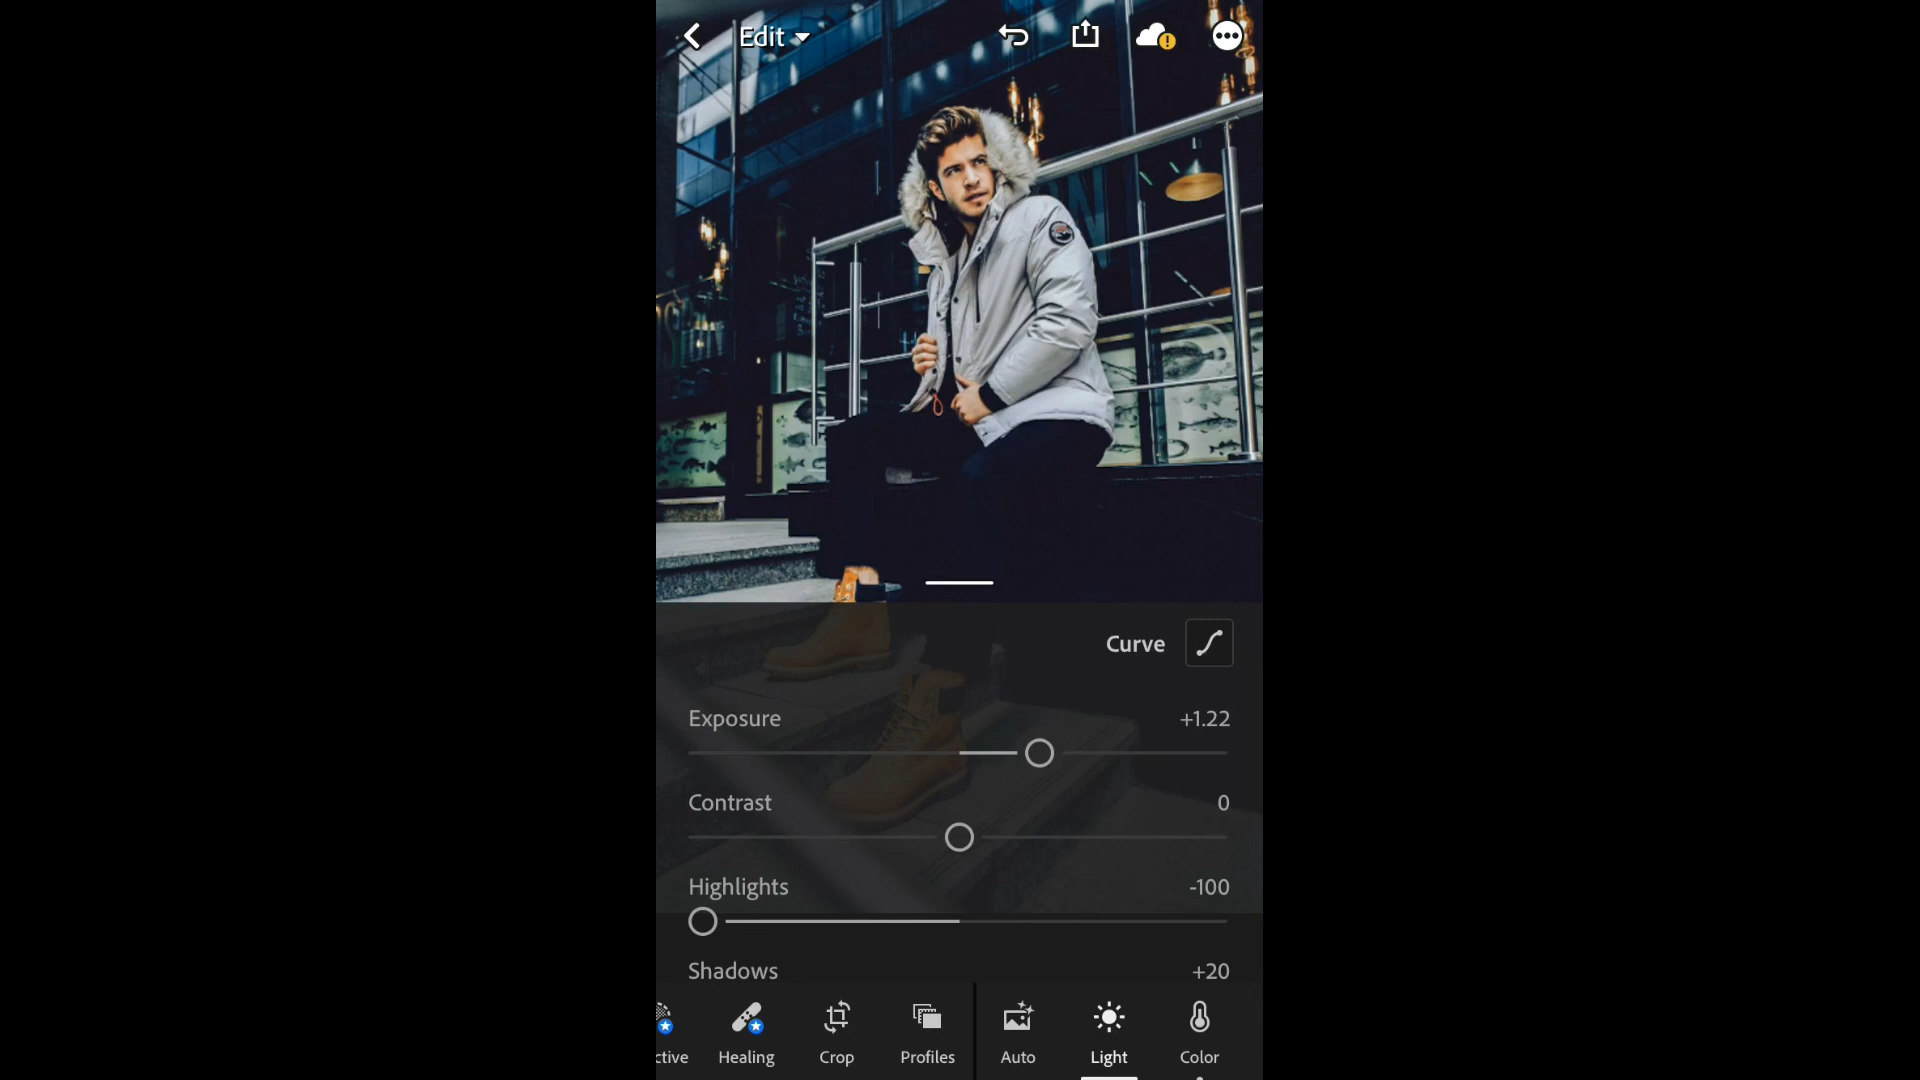 Edit
Curve
Exposure +1.22
Contrast 0
Highlights -100
Shadows +20
ctive Healing Crop Profiles Auto Light Color